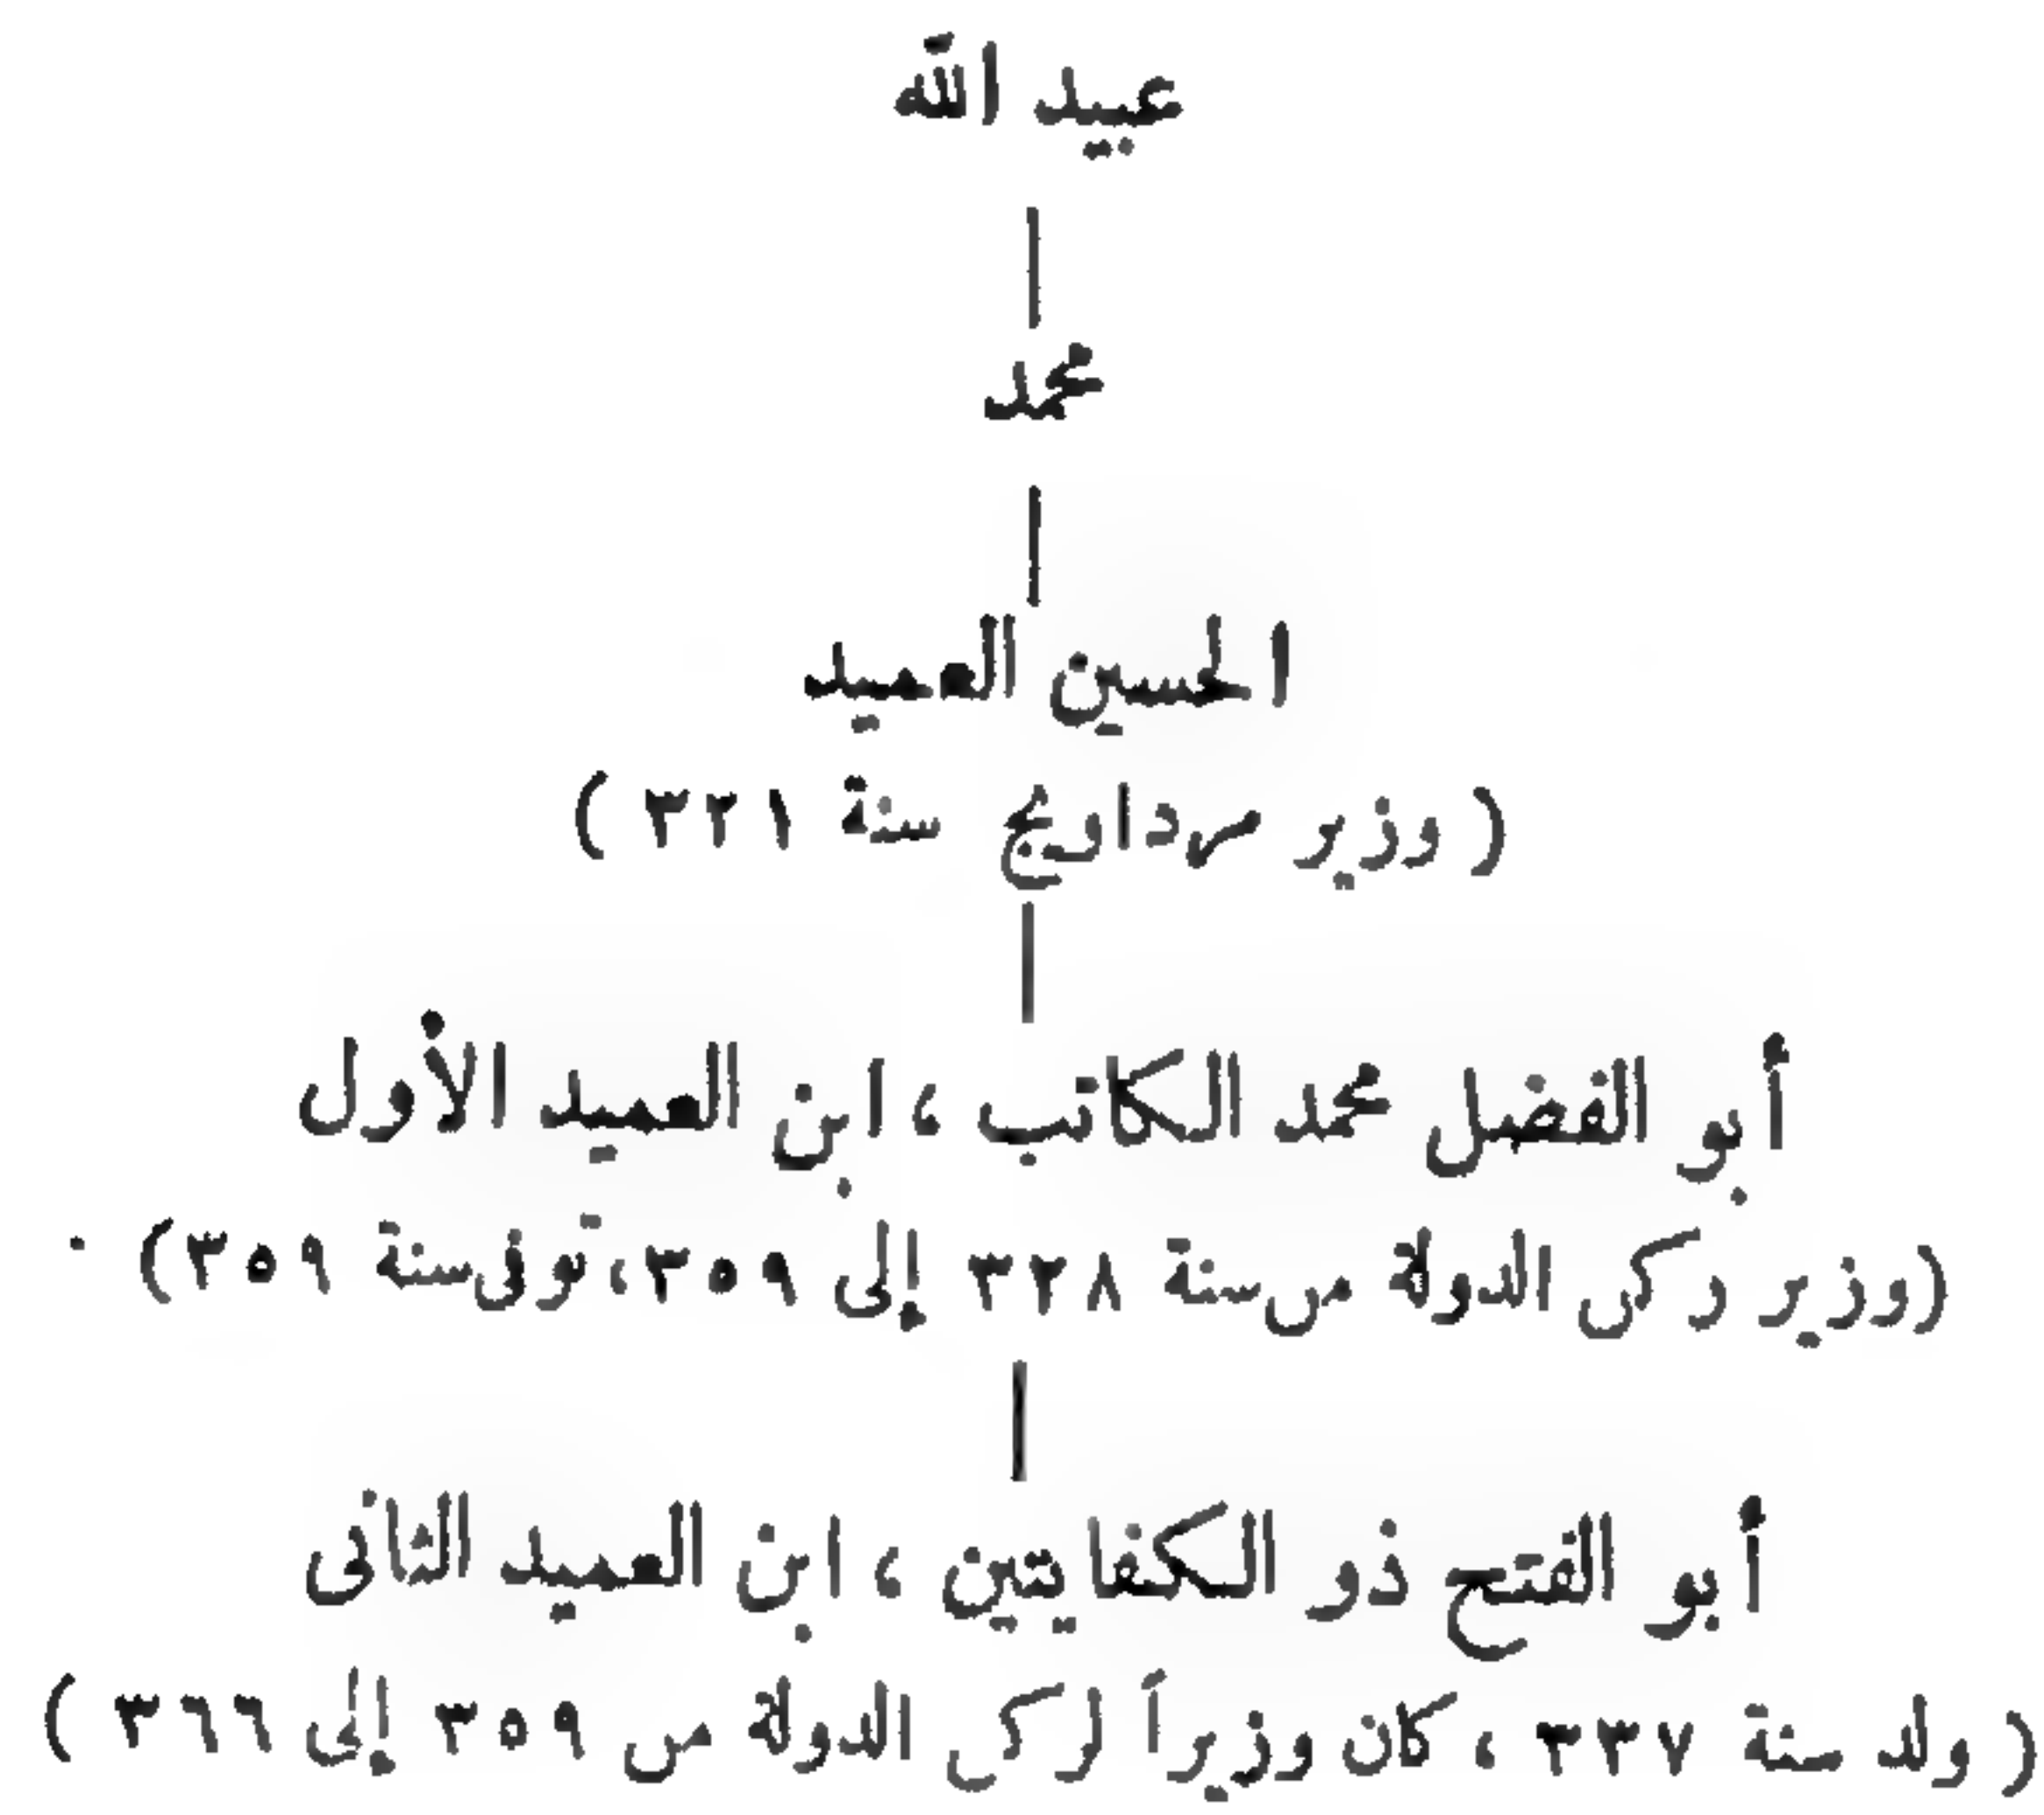 عبيد الله
محمد
الحسين العميد
( وزير مرداويج سنة ٣٢١ )
أبو الفضل محمد الكاتب ، ابن العميد الأول
(وزير ركن الدولة من سنة ٣٢٨ إلى ٣٥٩، توفى سنة ٣٥٩) .
أبو الفتح ذو الكفايتين ، ابن العميد الثانى
( ولد سنة ٣٣٧ ، كان وزيراً لركن الدولة من ٣٥٩ إلى ٣٦٦ )